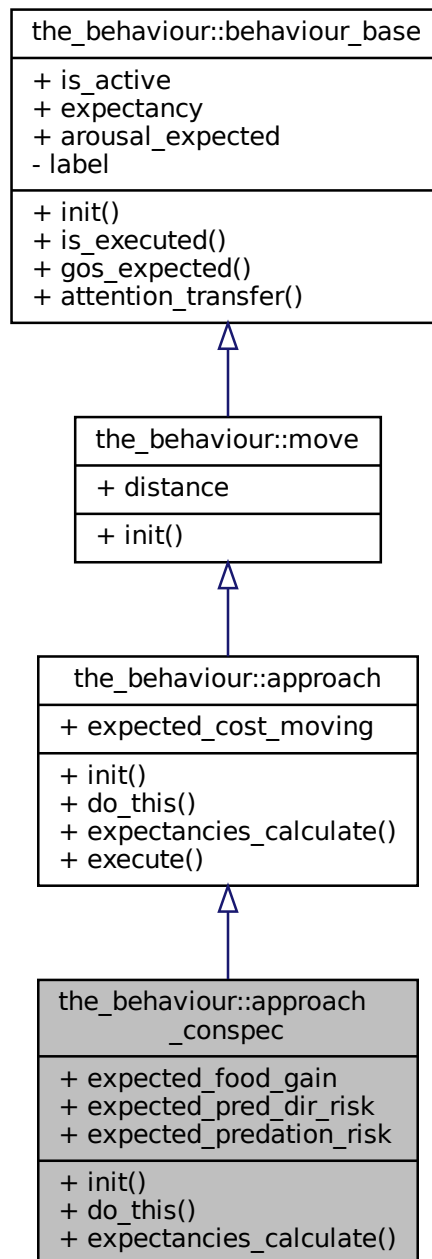 the_behaviour::behaviour_base
+ is_active
+ expectancy
+ arousal_expected
- label
+ init()
+ is_executed()
+ gos_expected()
+ attention_transfer()
the_behaviour::move
+ distance
+ init()
the_behaviour::approach
+ expected_cost_moving
+ init()
+ do_this()
+ expectancies_calculate()
+ execute()
the_behaviour::approach
_conspec
+ expected_food_gain
+ expected_pred_dir_risk
+ expected_predation_risk
+ init()
+ do_this()
+ expectancies_calculate()